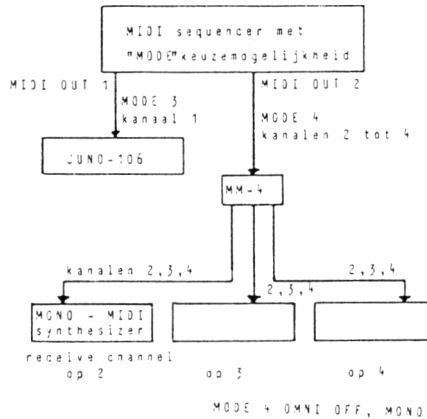 MIDI sequencer met
"MODE"keuzemogelijkheid
MIDI OUT 1
MIDI OUT 2
MODE 3
kanaal 1
MODE 4
kanalen 2 tot 4
JUNO-106
MM-4
kanalen 2,3,4
2,3,4
2,3,4
MONO - MIDI
synthesizer
receive channel
op 2
op 3
op 4
MODE 4 OMNI OFF, MONO